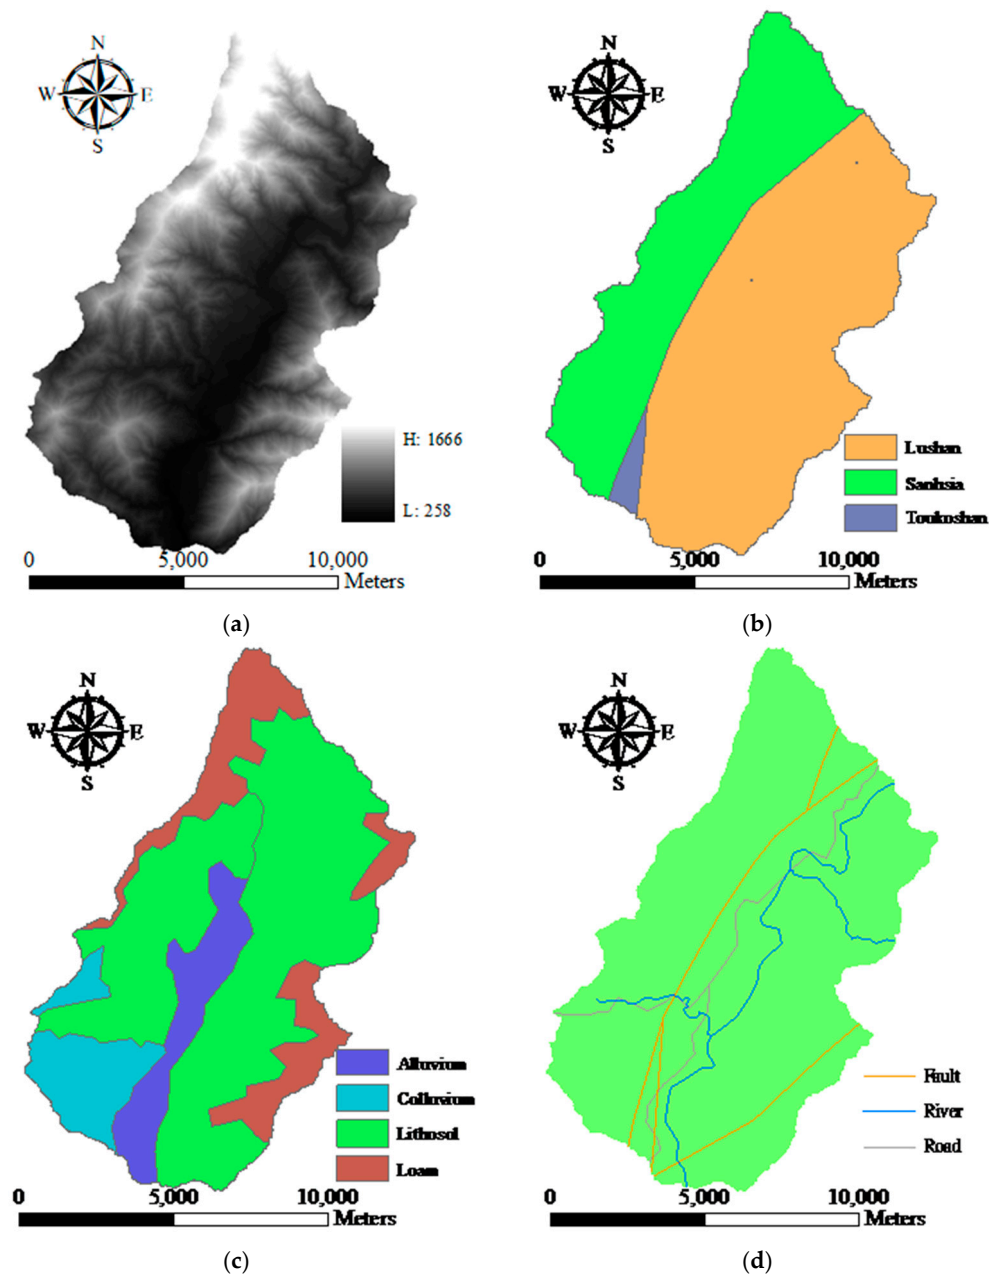 N
W E
S
H: 1666
L: 258
0 5,000 10,000
Meters
(a)
N
W E
S
Lushan
Sanhsia
Toukoshan
0 5,000 10,000
Meters
(b)
N
W E
S
Alluvium
Colluvium
Lithosol
Loam
0 5,000 10,000
Meters
(c)
N
W E
S
Fault
River
Road
0 5,000 10,000
Meters
(d)